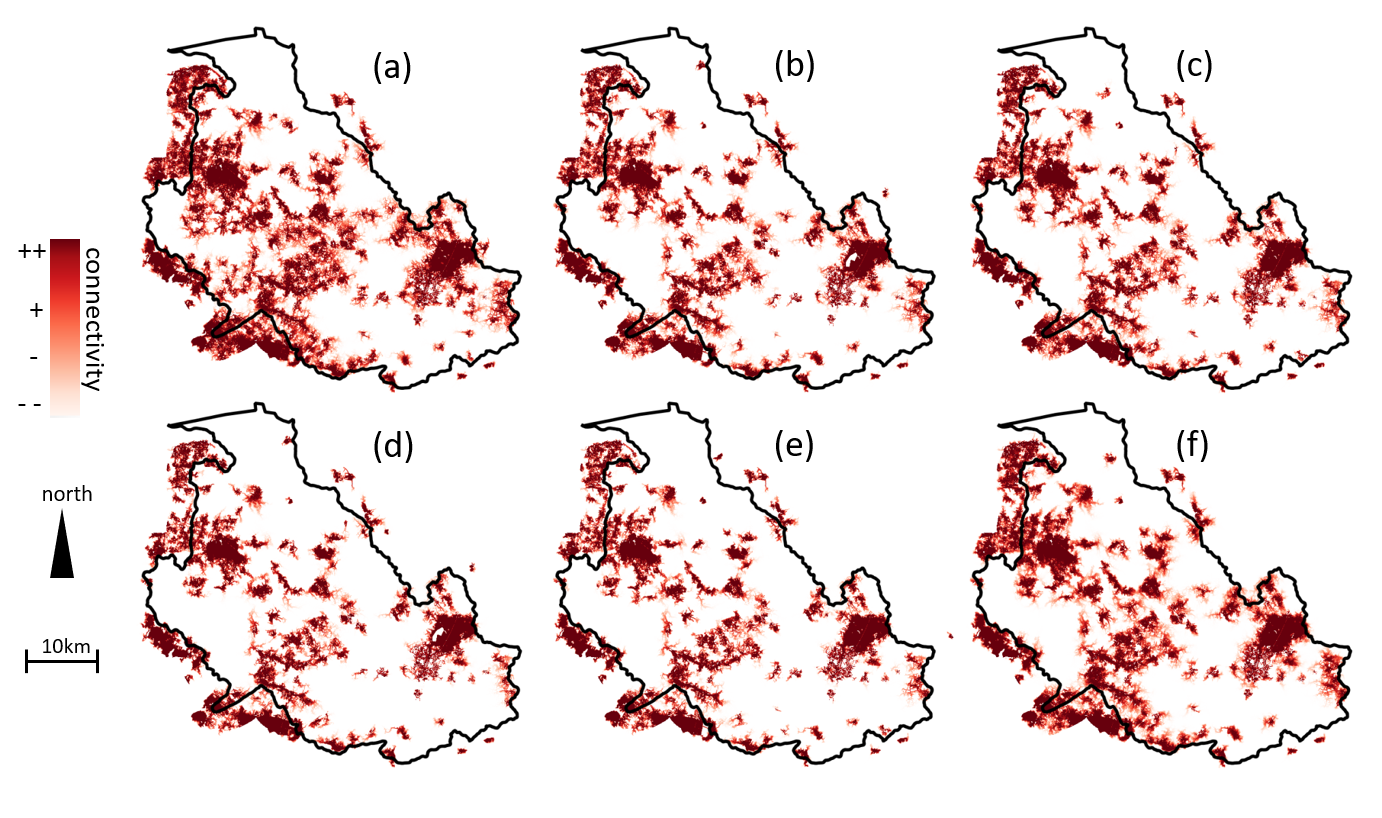 (a)
(b)
(c)
++
+
-
- -
connectivity
(d)
(e)
(f)
north
10km